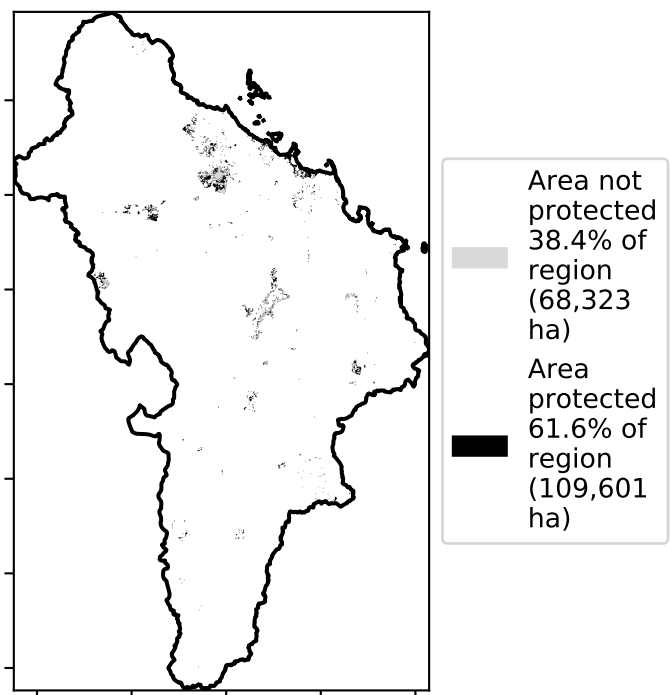 Area not
protected
38.4% of
region
(68,323
ha)
Area
protected
61.6% of
region
(109,601
ha)